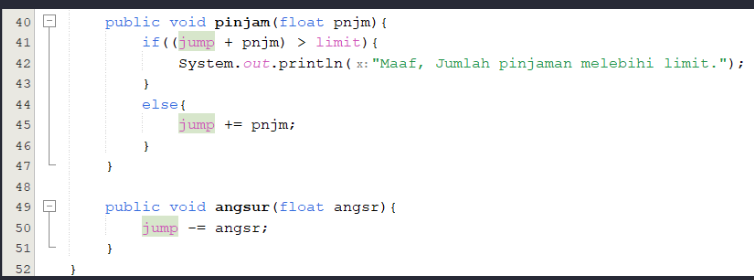 40 public void pinjam(float pnjm){
41 if((jump + pnjm) > limit){
42 System.out.println(x:"Maaf, Jumlah pinjaman melebihi limit.");
43 }
44 else{
45 jump += pnjm;
46 }
47 }
48
49 public void angsur(float angsr){
50 jump -= angsr;
51 }
52 }